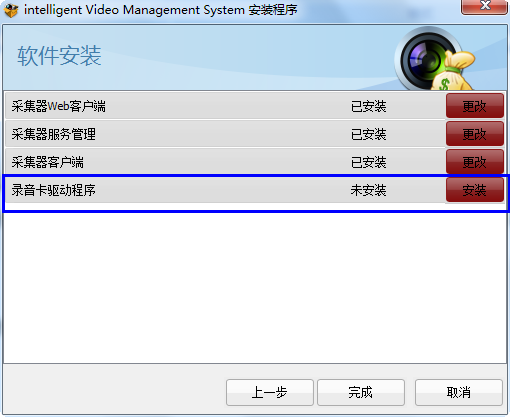 intelligent Video Management System 安装程序
软件安装
采集器Web客户端 已安装 更改
采集器服务管理 已安装 更改
采集器客户端 已安装 更改
录音卡驱动程序 未安装 安装
上一步 完成 取消